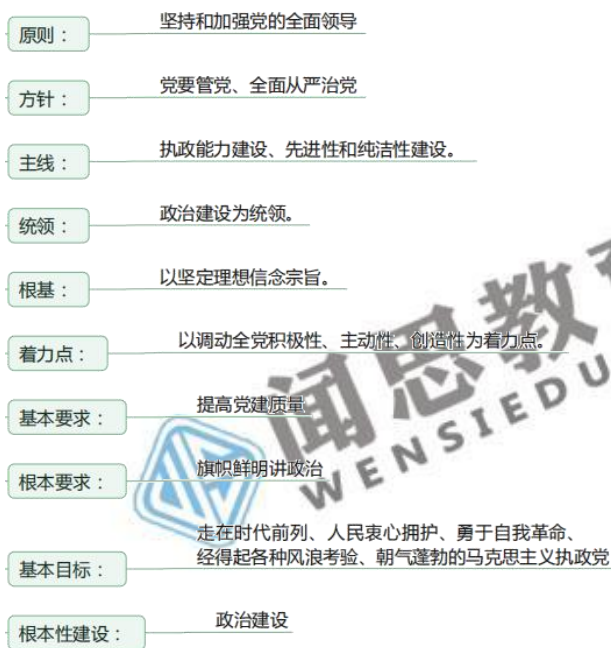 原则：
坚持和加强党的全面领导
方针：
党要管党、全面从严治党
主线：
执政能力建设、先进性和纯洁性建设。
统领：
政治建设为统领。
根基：
以坚定理想信念宗旨。
着力点：
以调动全党积极性、主动性、创造性为着力点。
基本要求：
提高党建质量
根本要求：
旗帜鲜明讲政治
基本目标：
走在时代前列、人民衷心拥护、勇于自我革命、
经得起各种风浪考验、朝气蓬勃的马克思主义执政党
根本性建设：
政治建设
闻思教
WENSIEDU